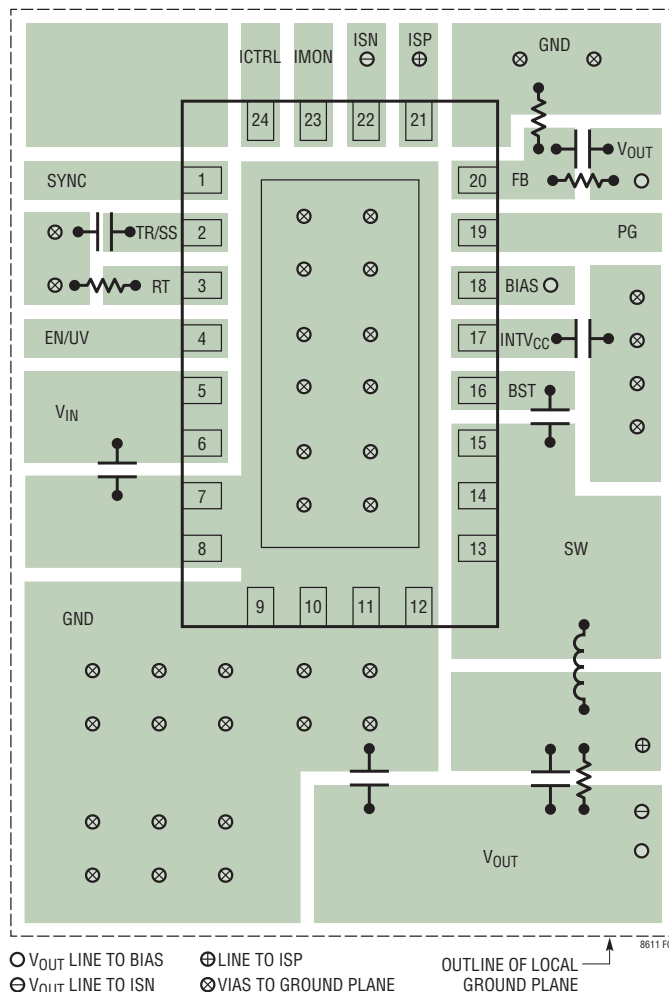 ICTRL IMON ISN ISP GND
24 23 22 21
VOUT
SYNC 1 20 FB
TR/SS 2 19 PG
RT 3 18 BIAS
EN/UV 4 17 INTVCC
5 16 BST
VIN
6 15
7 14
8 13 SW
GND 9 10 11 12
VOUT
8611 F0
VOUT LINE TO BIAS LINE TO ISP OUTLINE OF LOCAL
VOUT LINE TO ISN VIAS TO GROUND PLANE GROUND PLANE